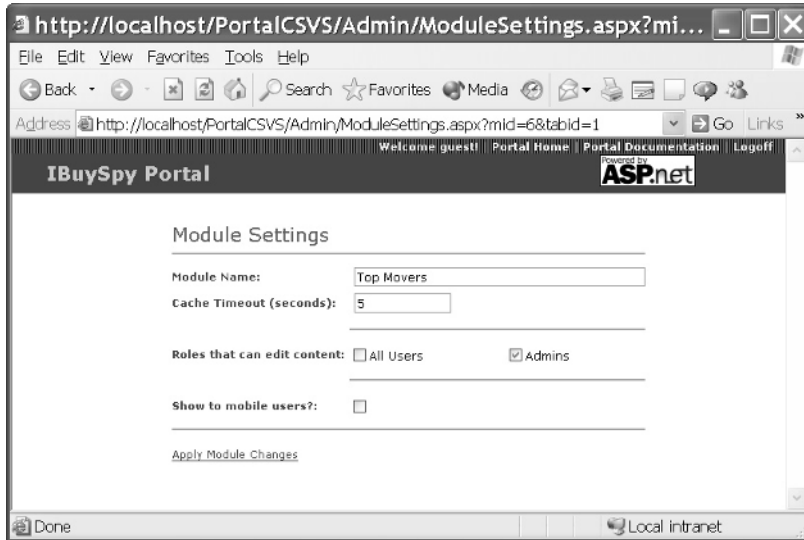 http://localhost/PortalCSVS/Admin/ModuleSettings.aspx?mi...
File Edit View Favorites Tools Help
Back Search Favorites Media
Address http://localhost/PortalCSVS/Admin/ModuleSettings.aspx?mid=6&tabid=1 Go Links »
Welcome guest! | Portal Home | Portal Documentation | Logoff
IBuySpy Portal
Powered by
ASP.net
Module Settings
Module Name: Top Movers
Cache Timeout (seconds): 5
Roles that can edit content: All Users Admins
Show to mobile users?:
Apply Module Changes
Done Local intranet